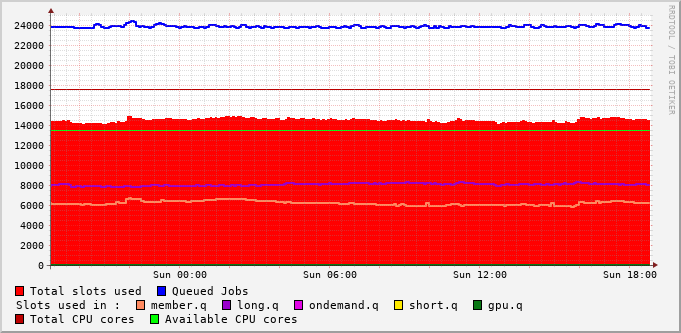 RRDTOOL / TOBI OETIKER
24000
22000
20000
18000
16000
14000
12000
10000
8000
6000
4000
2000
0
Sun 00:00 Sun 06:00 Sun 12:00 Sun 18:00
Total slots used Queued Jobs
Slots used in : member.q long.q ondemand.q short.q gpu.q
Total CPU cores Available CPU cores